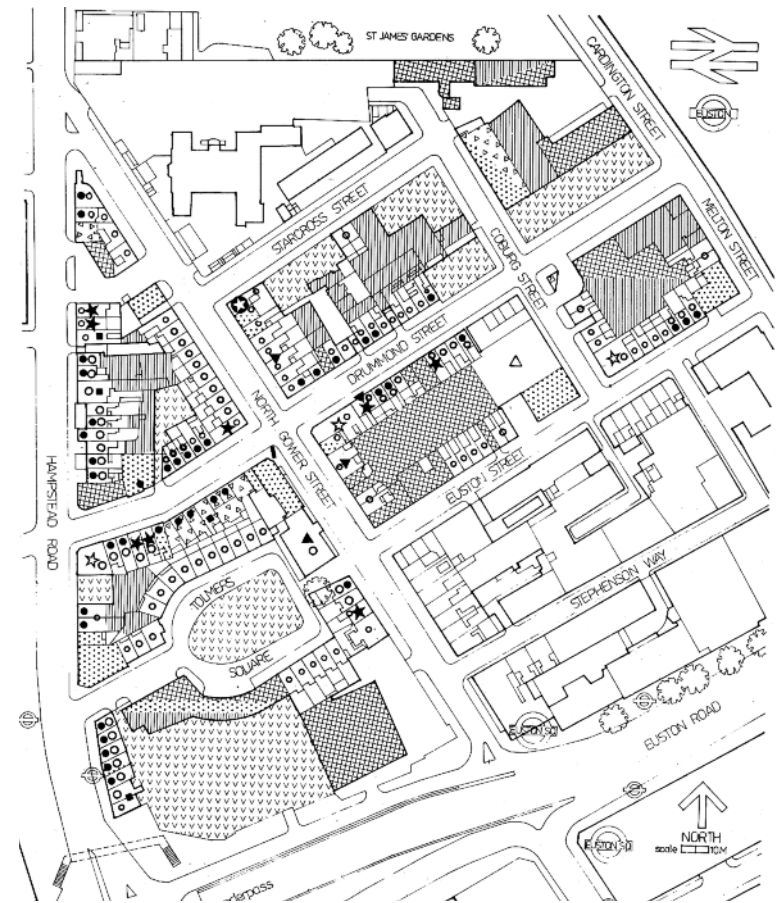 ST JAMES' GARDENS
CARDINGTON STREET
EUSTON
STARCROSS STREET
COBURG STREET
MELTON STREET
DRUMMOND STREET
NORTH GOWER STREET
EUSTON STREET
HAMPSTEAD ROAD
TOLMERS
SQUARE
STEPHENSON WAY
EUSTON SQ
EUSTON ROAD
NORTH
scale 10M
EUSTON SQ
underpass